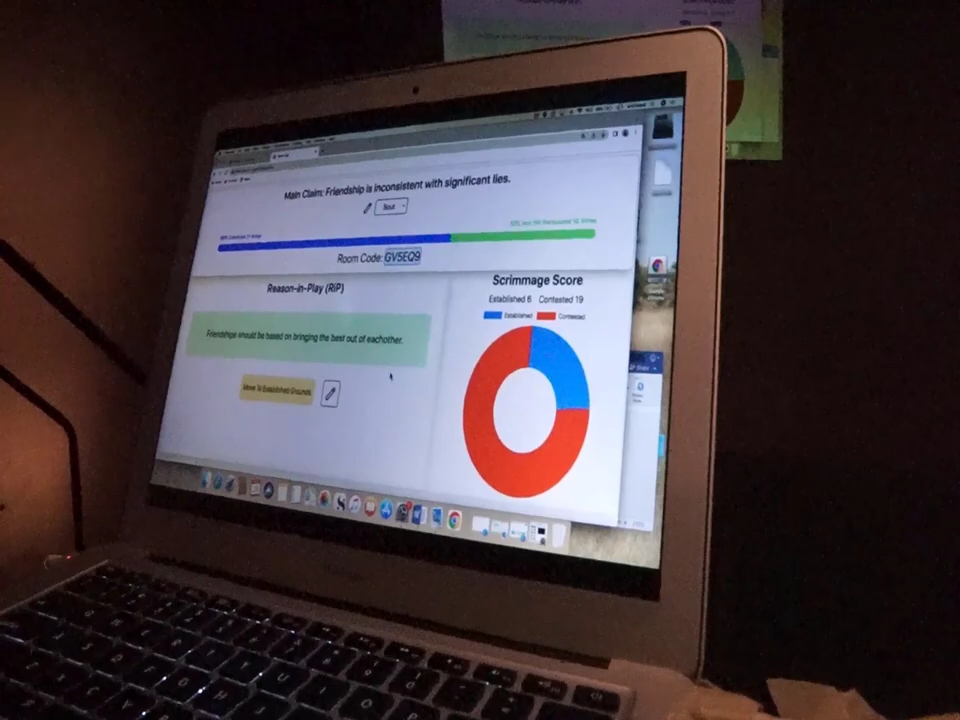 Main Claim: Friendship is inconsistent with significant lies.
Bout
Room Code: GV5EQ9
Reason-in-Play (RiP)
Friendships should be based on bringing the best out of eachother.
Move To Established Grounds
Scrimmage Score
Established 6 Contested 19
Established Contested